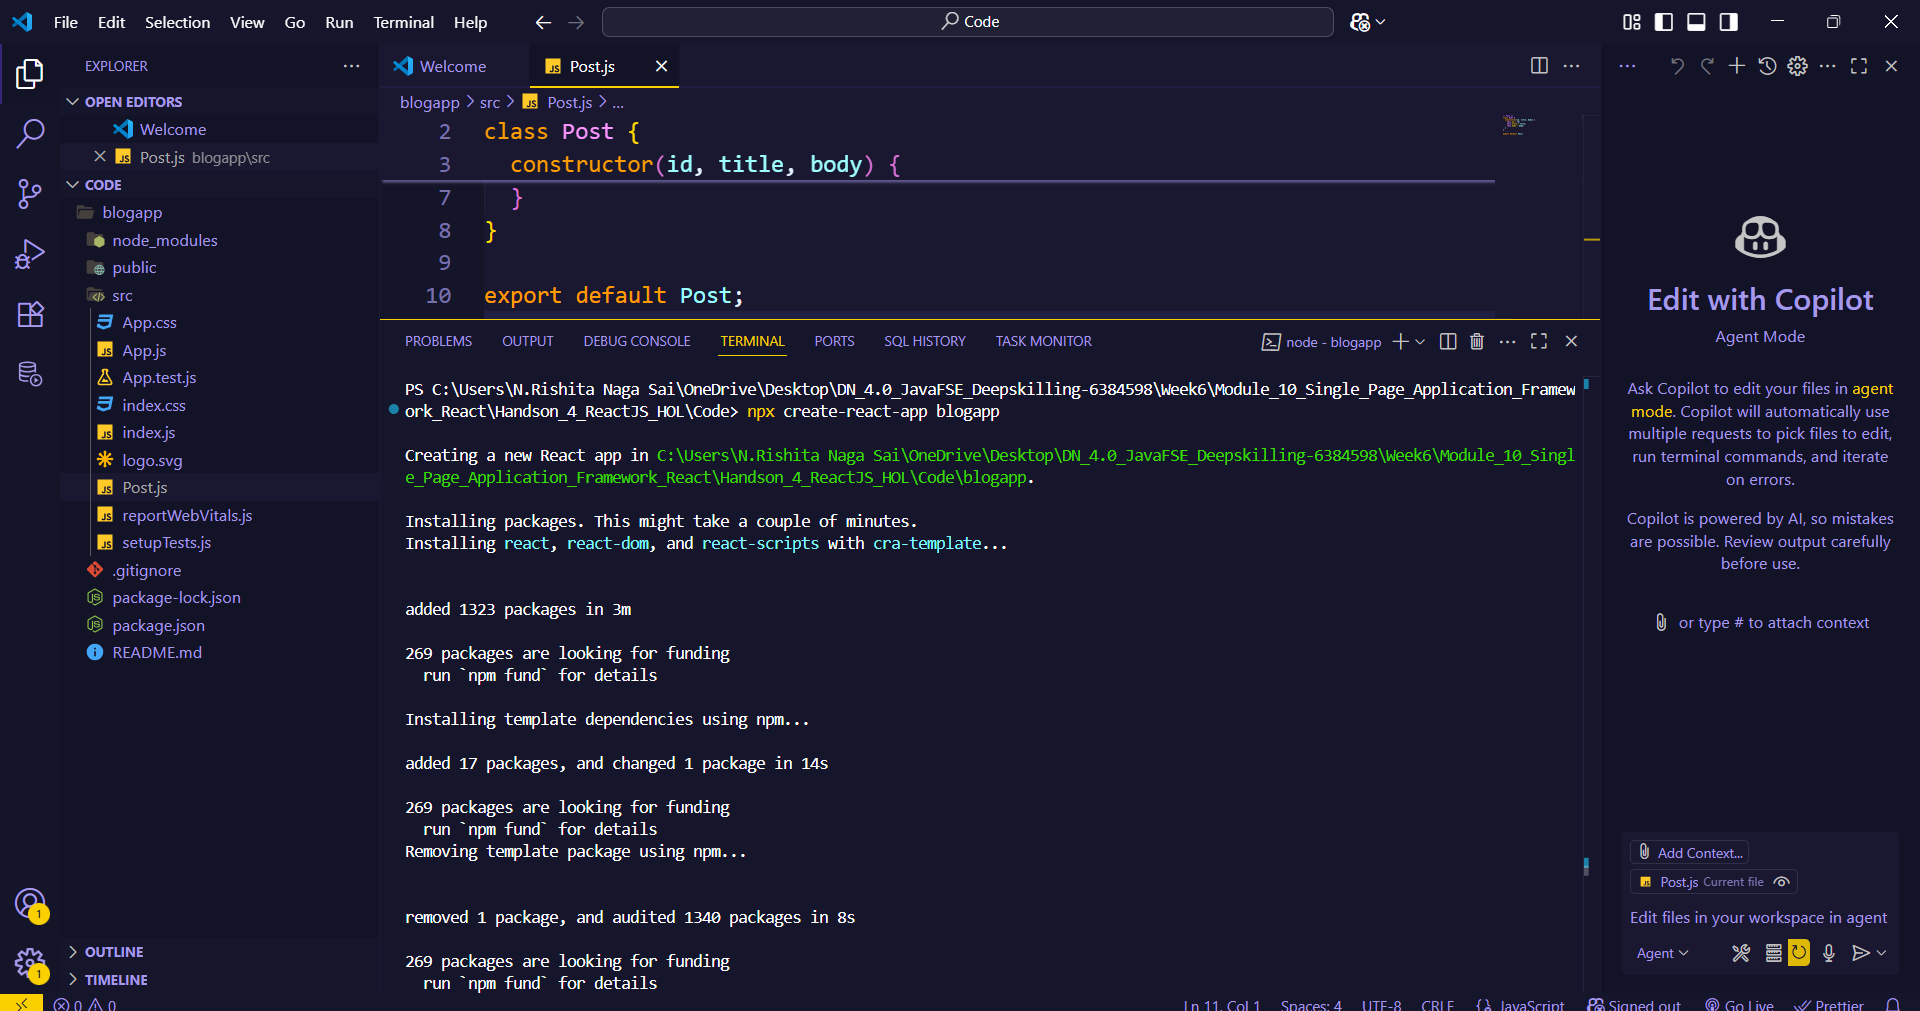 File Edit Selection View Go Run Terminal Help
Code
EXPLORER
OPEN EDITORS
Welcome
Post.js blogapp\src
CODE
blogapp
node_modules
public
src
App.css
App.js
App.test.js
index.css
index.js
logo.svg
Post.js
reportWebVitals.js
setupTests.js
.gitignore
package-lock.json
package.json
README.md
OUTLINE
TIMELINE
1
1
Welcome
Post.js
blogapp > src > JS Post.js > ...
2 class Post {
3 constructor(id, title, body) {
7 }
8 }
9
10 export default Post;
PROBLEMS OUTPUT DEBUG CONSOLE TERMINAL PORTS SQL HISTORY TASK MONITOR
node - blogapp
PS C:\Users\N.Rishita Naga Sai\OneDrive\Desktop\DN_4.0_JavaFSE_Deepskilling-6384598\Week6\Module_10_Single_Page_Application_Framew
ork_React\Handson_4_ReactJS_HOL\Code> npx create-react-app blogapp
Creating a new React app in C:\Users\N.Rishita Naga Sai\OneDrive\Desktop\DN_4.0_JavaFSE_Deepskilling-6384598\Week6\Module_10_Singl
e_Page_Application_Framework_React\Handson_4_ReactJS_HOL\Code\blogapp.
Installing packages. This might take a couple of minutes.
Installing react, react-dom, and react-scripts with cra-template...
added 1323 packages in 3m
269 packages are looking for funding
run `npm fund` for details
Installing template dependencies using npm...
added 17 packages, and changed 1 package in 14s
269 packages are looking for funding
run `npm fund` for details
Removing template package using npm...
removed 1 package, and audited 1340 packages in 8s
269 packages are looking for funding
run `npm fund` for details
Edit with Copilot
Agent Mode
Ask Copilot to edit your files in agent
mode. Copilot will automatically use
multiple requests to pick files to edit,
run terminal commands, and iterate
on errors.
Copilot is powered by AI, so mistakes
are possible. Review output carefully
before use.
or type # to attach context
Add Context...
JS Post.js Current file
Edit files in your workspace in agent
Agent
0 0
Ln 11, Col 1 Spaces: 4 UTF-8 CRLF {} JavaScript Signed out Go Live Prettier